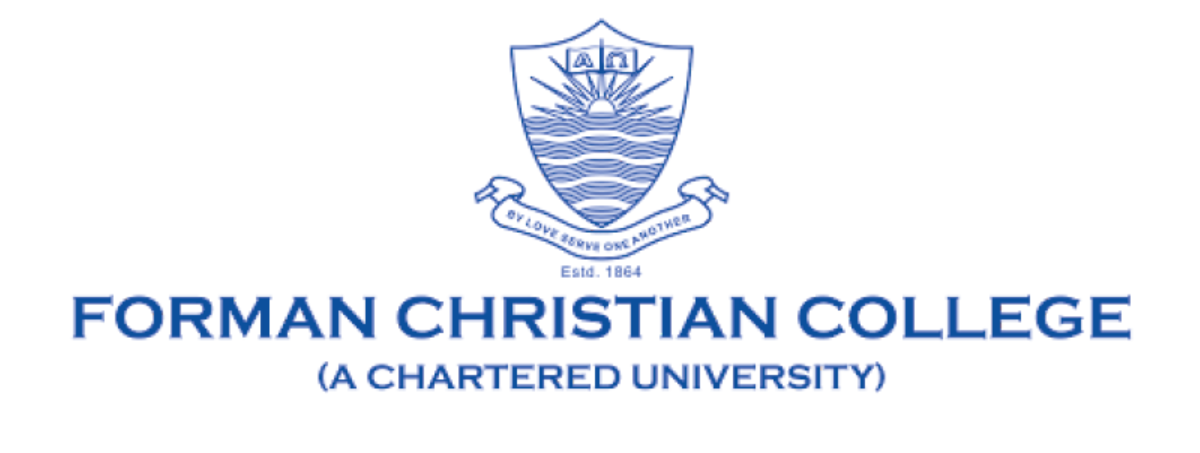 Α Ω
BY LOVE SERVE ONE ANOTHER
Estd. 1864
FORMAN CHRISTIAN COLLEGE
(A CHARTERED UNIVERSITY)